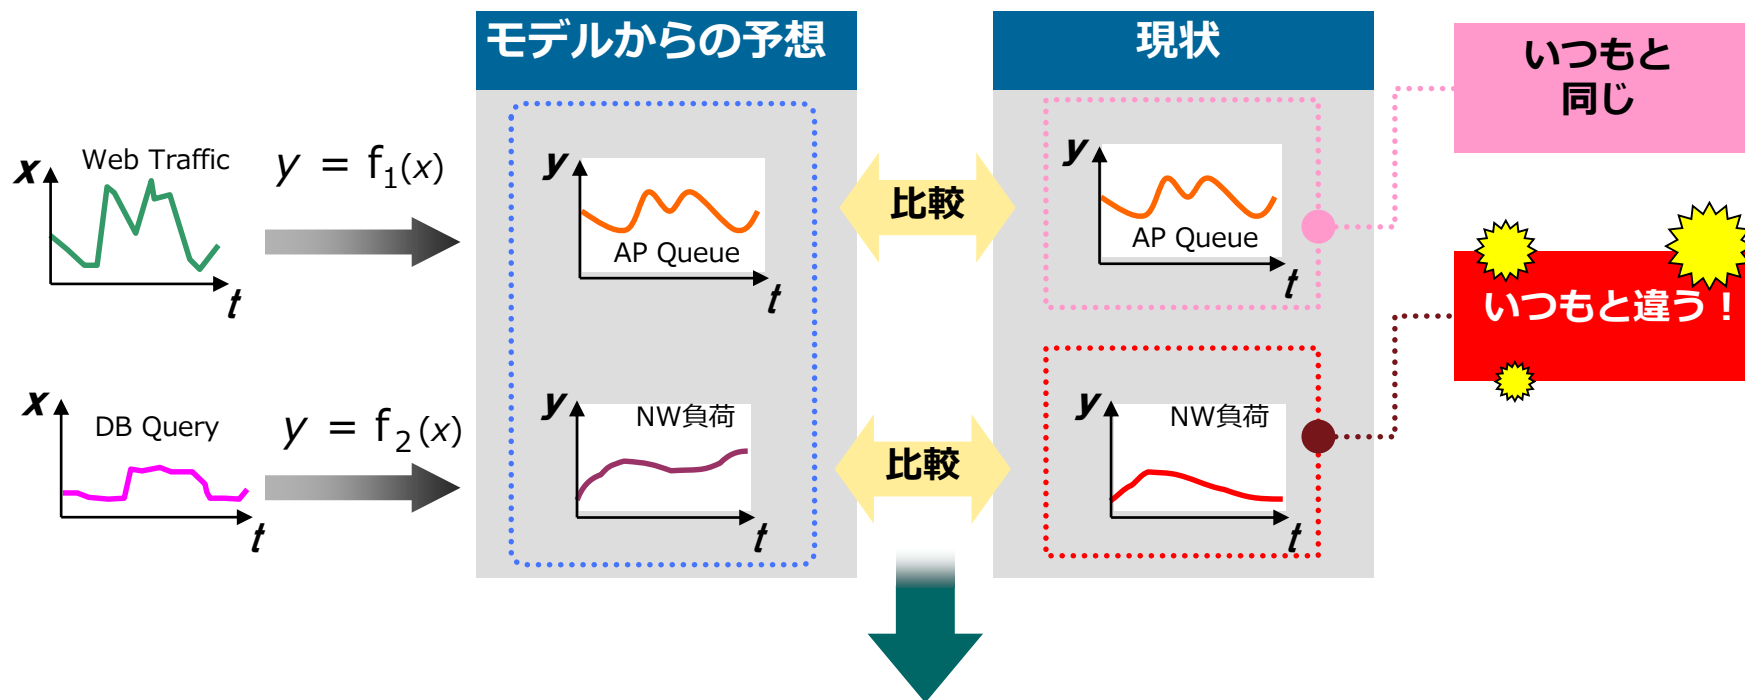 モデルからの予想
現状
いつもと
同じ
x
Web Traffic
t
y = f1(x)
y
AP Queue
t
比較
y
AP Queue
t
いつもと違う!
x
DB Query
t
y = f2(x)
y
NW負荷
t
比較
y
NW負荷
t